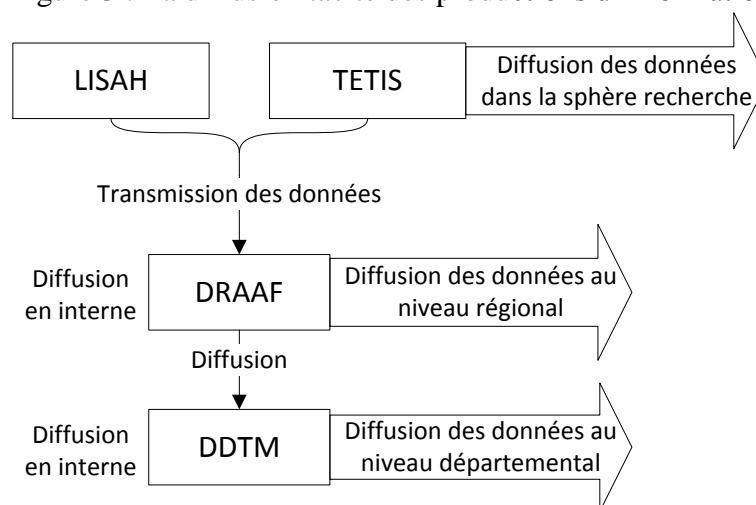 LISAH
TETIS
Diffusion des données
dans la sphère recherche
Transmission des données
Diffusion
en interne
DRAAF
Diffusion des données au
niveau régional
Diffusion
Diffusion
en interne
DDTM
Diffusion des données au
niveau départemental